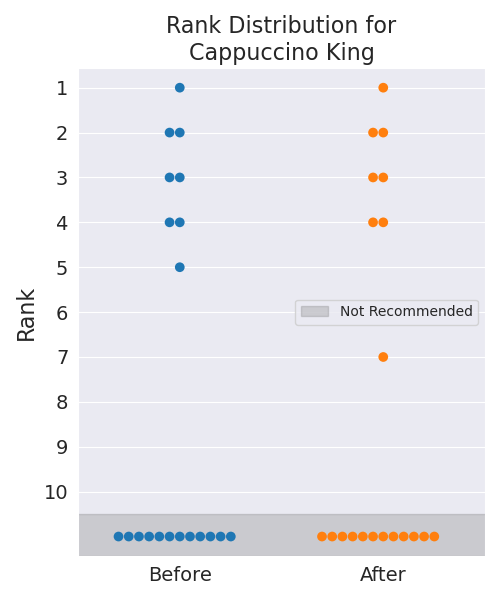 Rank Distribution for
Cappuccino King
Rank
1
2
3
4
5
6
7
8
9
10
Not Recommended
Before
After